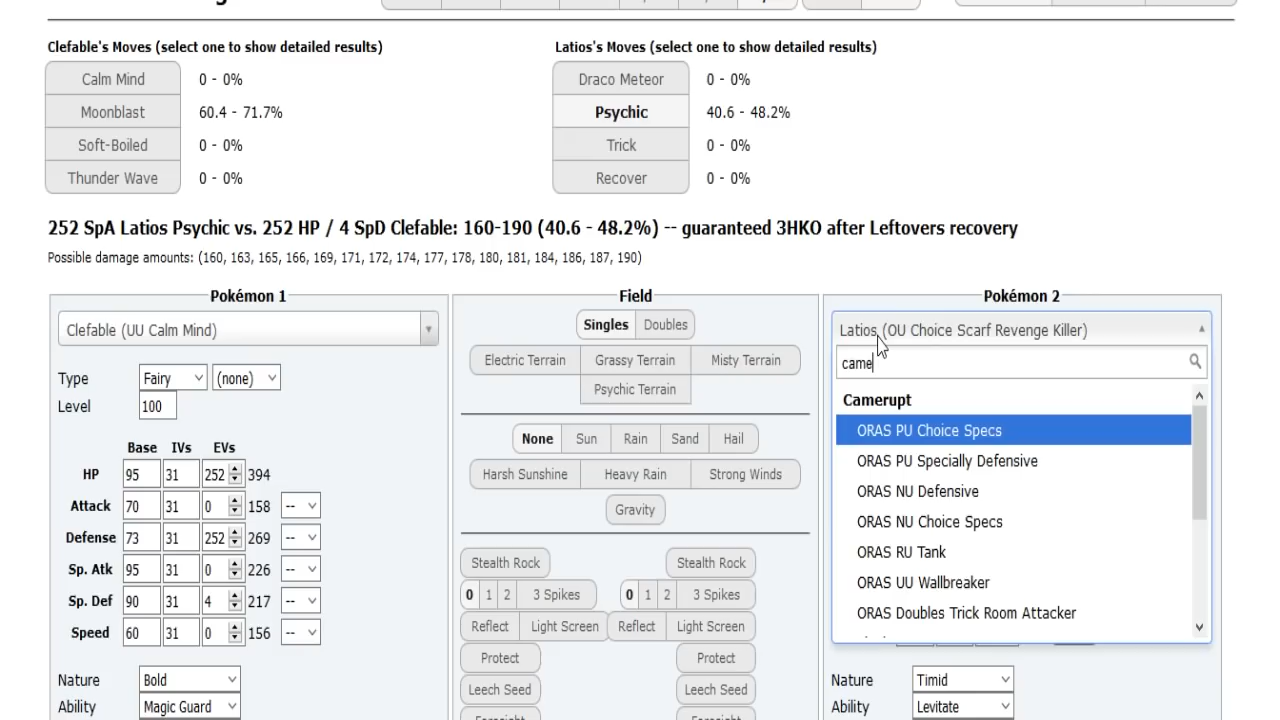 Clefable's Moves (select one to show detailed results)
Latios's Moves (select one to show detailed results)
Calm Mind 0 - 0%
Draco Meteor 0 - 0%
Moonblast 60.4 - 71.7%
Psychic 40.6 - 48.2%
Soft-Boiled 0 - 0%
Trick 0 - 0%
Thunder Wave 0 - 0%
Recover 0 - 0%
252 SpA Latios Psychic vs. 252 HP / 4 SpD Clefable: 160-190 (40.6 - 48.2%) -- guaranteed 3HKO after Leftovers recovery
Possible damage amounts: (160, 163, 165, 166, 169, 171, 172, 174, 177, 178, 180, 181, 184, 186, 187, 190)
Pokémon 1
Clefable (UU Calm Mind)
Type Fairy (none)
Level 100
Base IVs EVs
HP 95 31 252 394
Attack 70 31 0 158 --
Defense 73 31 252 269 --
Sp. Atk 95 31 0 226 --
Sp. Def 90 31 4 217 --
Speed 60 31 0 156 --
Nature Bold
Ability Magic Guard
Field
Singles Doubles
Electric Terrain Grassy Terrain Misty Terrain
Psychic Terrain
None Sun Rain Sand Hail
Harsh Sunshine Heavy Rain Strong Winds
Gravity
Stealth Rock Stealth Rock
0 1 2 3 Spikes 0 1 2 3 Spikes
Reflect Light Screen Reflect Light Screen
Protect Protect
Leech Seed Leech Seed
Pokémon 2
Latios (OU Choice Scarf Revenge Killer)
came
Camerupt
ORAS PU Choice Specs
ORAS PU Specially Defensive
ORAS NU Defensive
ORAS NU Choice Specs
ORAS RU Tank
ORAS UU Wallbreaker
ORAS Doubles Trick Room Attacker
Nature Timid
Ability Levitate